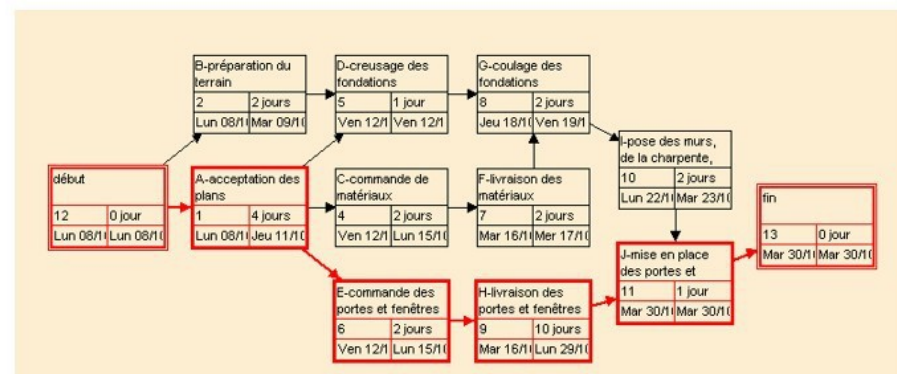 B-préparation du
terrain
2 2 jours
Lun 08/1( Mar 09/1(
D-creusage des
fondations
5 1 jour
Ven 12/1 Ven 12/1
G-coulage des
fondations
8 2 jours
Jeu 18/1( Ven 19/1
I-pose des murs,
de la charpente,
10 2 jours
Lun 22/1( Mar 23/1(
début
12 0 jour
Lun 08/1( Lun 08/1(
A-acceptation des
plans
1 4 jours
Lun 08/1( Jeu 11/1(
C-commande de
matériaux
4 2 jours
Ven 12/1 Lun 15/1(
F-livraison des
matériaux
7 2 jours
Mar 16/1( Mer 17/1(
fin
13 0 jour
Mar 30/1( Mar 30/1(
J-mise en place
des portes et
11 1 jour
Mar 30/1( Mar 30/1(
E-commande des
portes et fenêtres
6 2 jours
Ven 12/1 Lun 15/1(
H-livraison des
portes et fenêtres
9 10 jours
Mar 16/1( Lun 29/1(